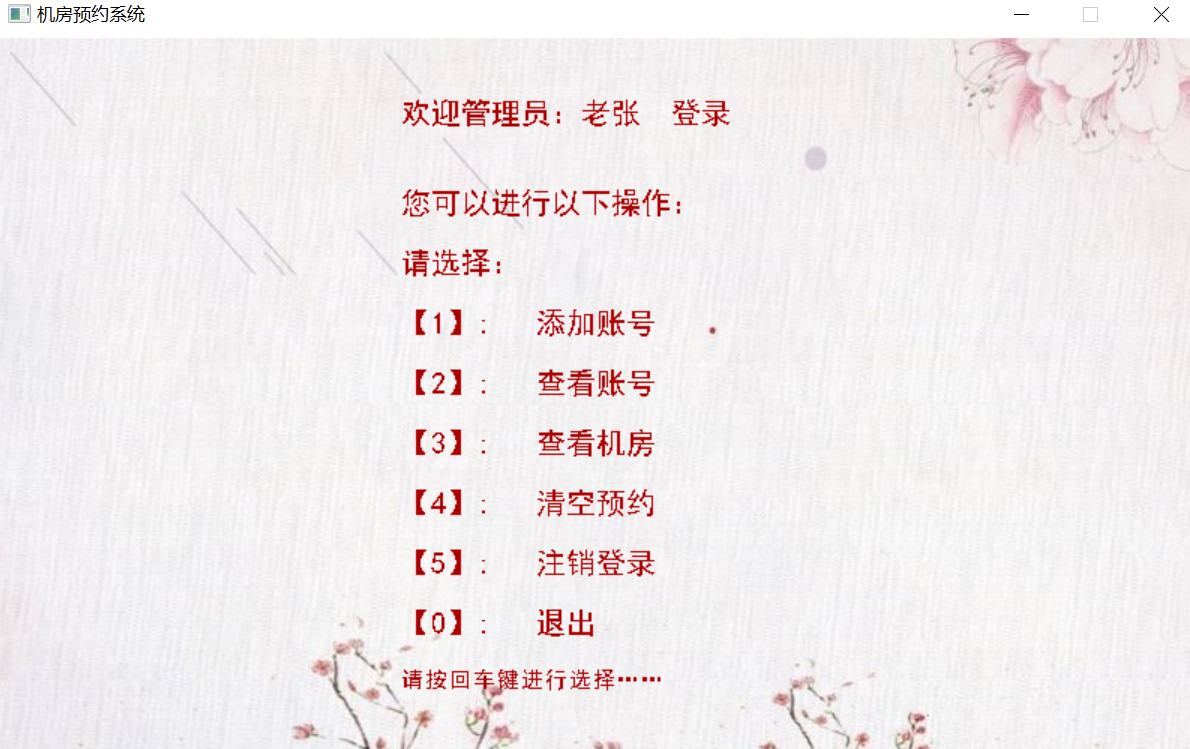 机房预约系统
欢迎管理员：老张 登录
您可以进行以下操作：
请选择：
【1】： 添加账号
【2】： 查看账号
【3】： 查看机房
【4】： 清空预约
【5】： 注销登录
【0】： 退出
请按回车键进行选择……